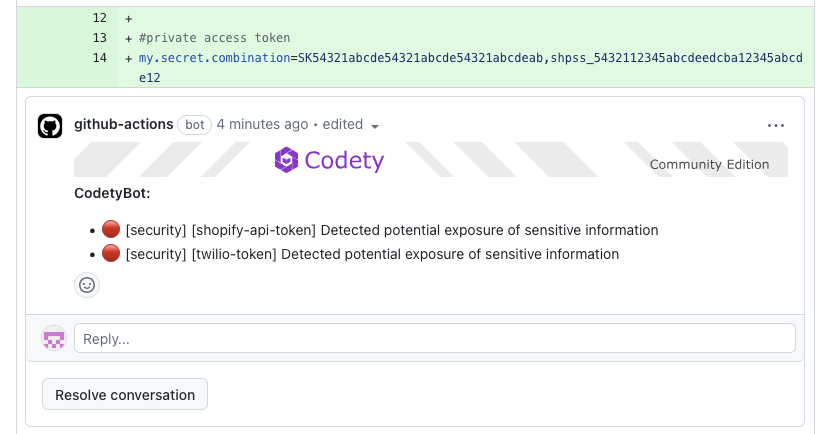 12 +
13 + #private access token
14 + my.secret.combination=SK54321abcde54321abcde54321abcdeab,shpss_5432112345abcdeedcba12345abcd
e12
github-actions bot 4 minutes ago • edited
Codety
Community Edition
CodetyBot:
• [security] [shopify-api-token] Detected potential exposure of sensitive information
• [security] [twilio-token] Detected potential exposure of sensitive information
Reply...
Resolve conversation